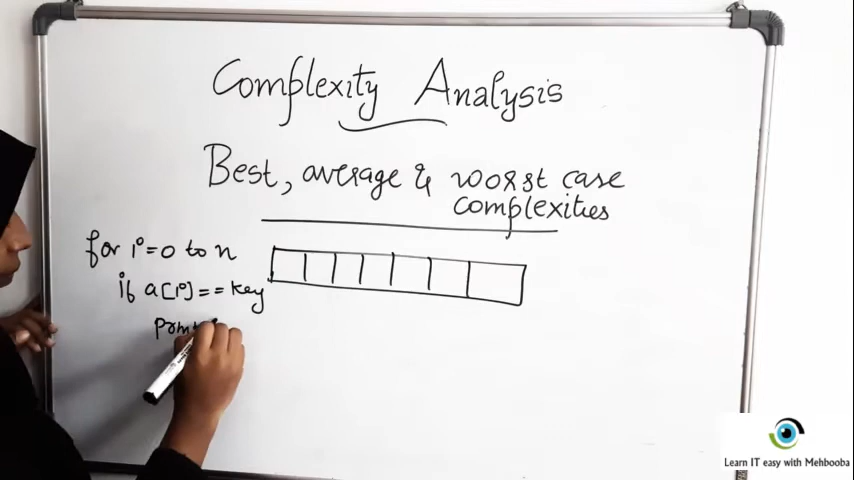 Complexity Analysis
Best, average & worst case
complexities
for i=0 to n
if a[i]==key
Learn IT easy with Mehbooba